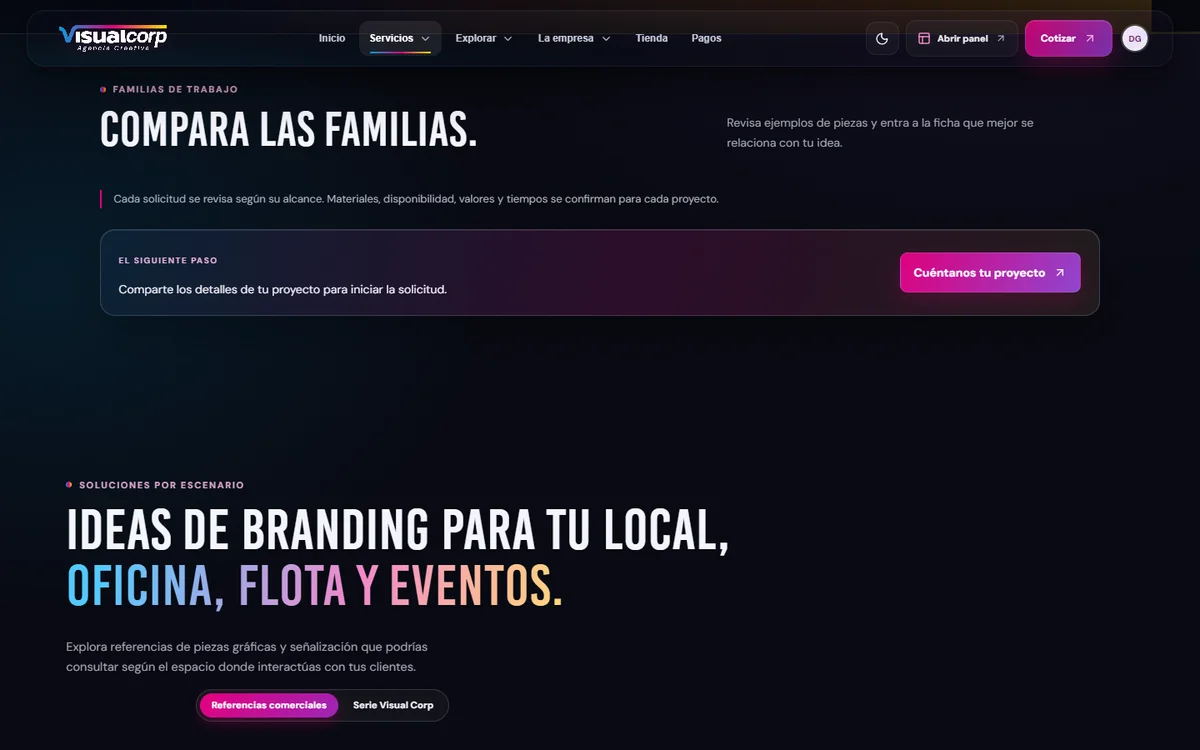 Visualcorp
Agencia Creativa
Inicio
Servicios
Explorar
La empresa
Tienda
Pagos
Abrir panel
Cotizar
DG
FAMILIAS DE TRABAJO
COMPARA LAS FAMILIAS.
Revisa ejemplos de piezas y entra a la ficha que mejor se
relaciona con tu idea.
Cada solicitud se revisa según su alcance. Materiales, disponibilidad, valores y tiempos se confirman para cada proyecto.
EL SIGUIENTE PASO
Comparte los detalles de tu proyecto para iniciar la solicitud.
Cuéntanos tu proyecto
SOLUCIONES POR ESCENARIO
IDEAS DE BRANDING PARA TU LOCAL,
OFICINA, FLOTA Y EVENTOS.
Explora referencias de piezas gráficas y señalización que podrías
consultar según el espacio donde interactúas con tus clientes.
Referencias comerciales
Serie Visual Corp